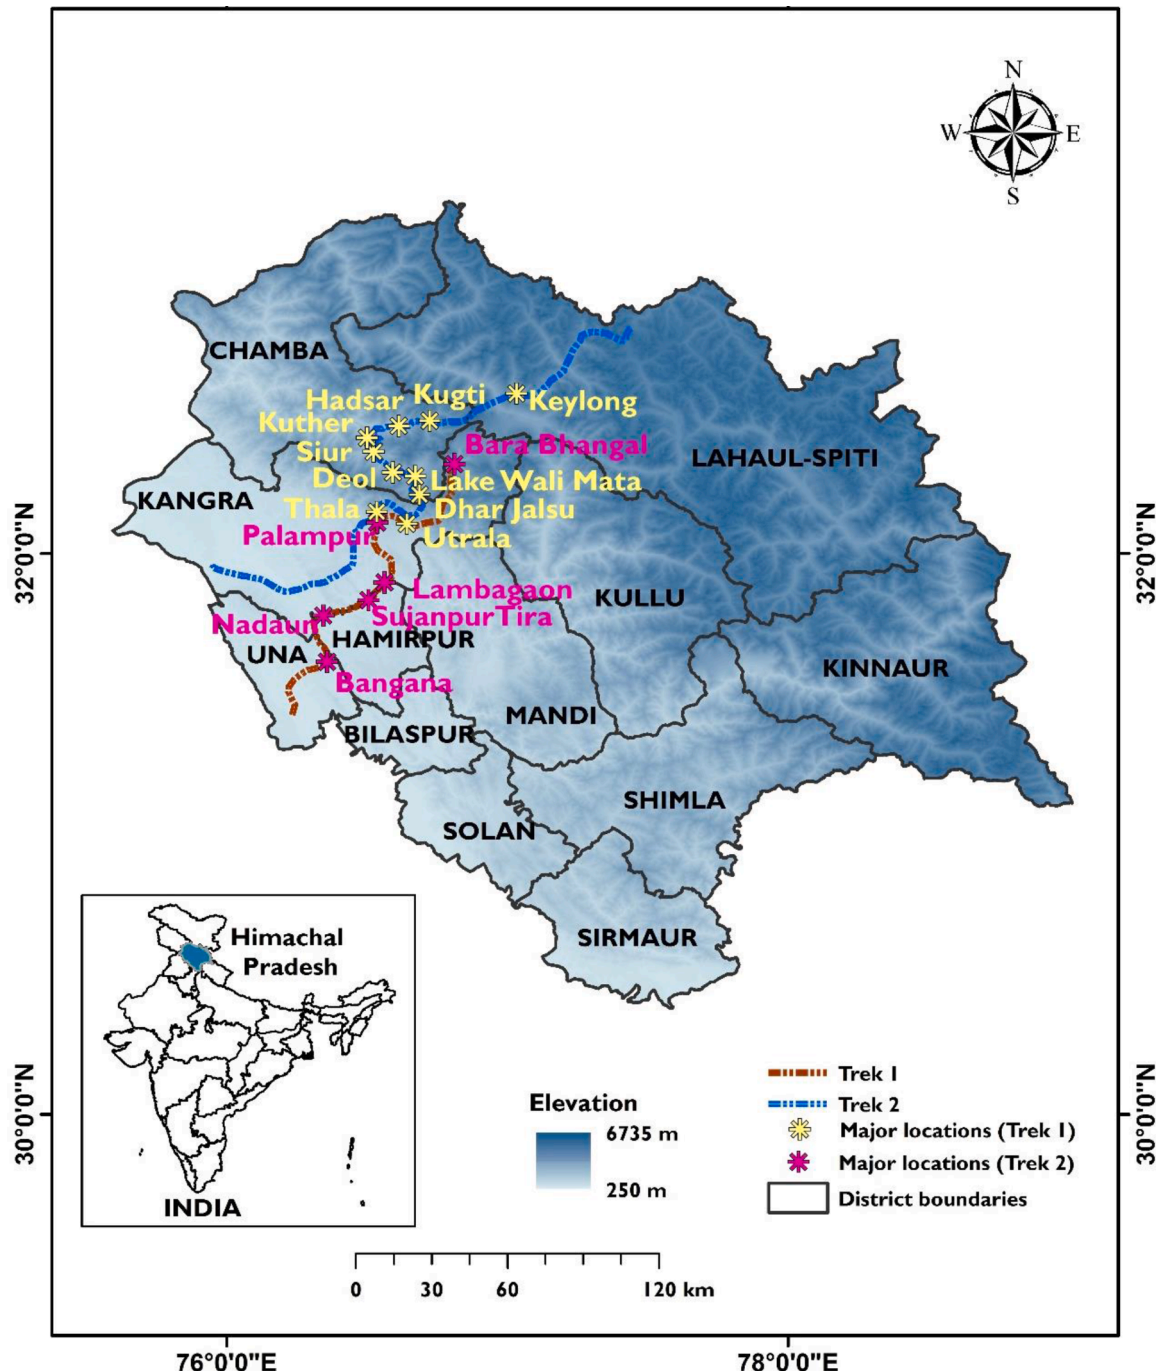 N
W E
S
CHAMBA
Hadsar
Kugti
Keylong
Kuther
Siur
Bara Bhangal
LAHAUL-SPITI
Deol
Lake Wali Mata
KANGRA
Thala
Dhar Jalsu
Palampur
Utrala
32°0'0"N
32°0'0"N
Lambagaon
KULLU
Nadaun
SujanpurTira
HAMIRPUR
UNA
KINNAUR
Bangana
MANDI
BILASPUR
SHIMLA
SOLAN
SIRMAUR
Himachal
Pradesh
INDIA
30°0'0"N
30°0'0"N
Elevation
6735 m
250 m
Trek 1
Trek 2
Major locations (Trek 1)
Major locations (Trek 2)
District boundaries
0 30 60 120 km
76°0'0"E
78°0'0"E